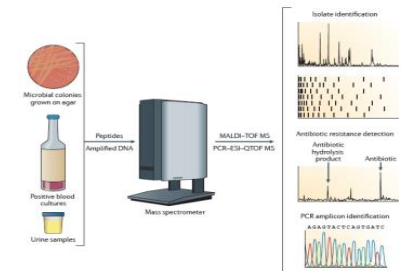 Isolate identification
Microbial colonies
grown on agar
Peptides
Amplified DNA
MALDI–TOF MS
PCR–ESI–QTOF MS
Antibiotic resistance detection
Antibiotic
hydrolysis
product
Antibiotic
Positive blood
cultures
Mass spectrometer
Urine samples
PCR amplicon identification
AGAGTACTCAGTGATC